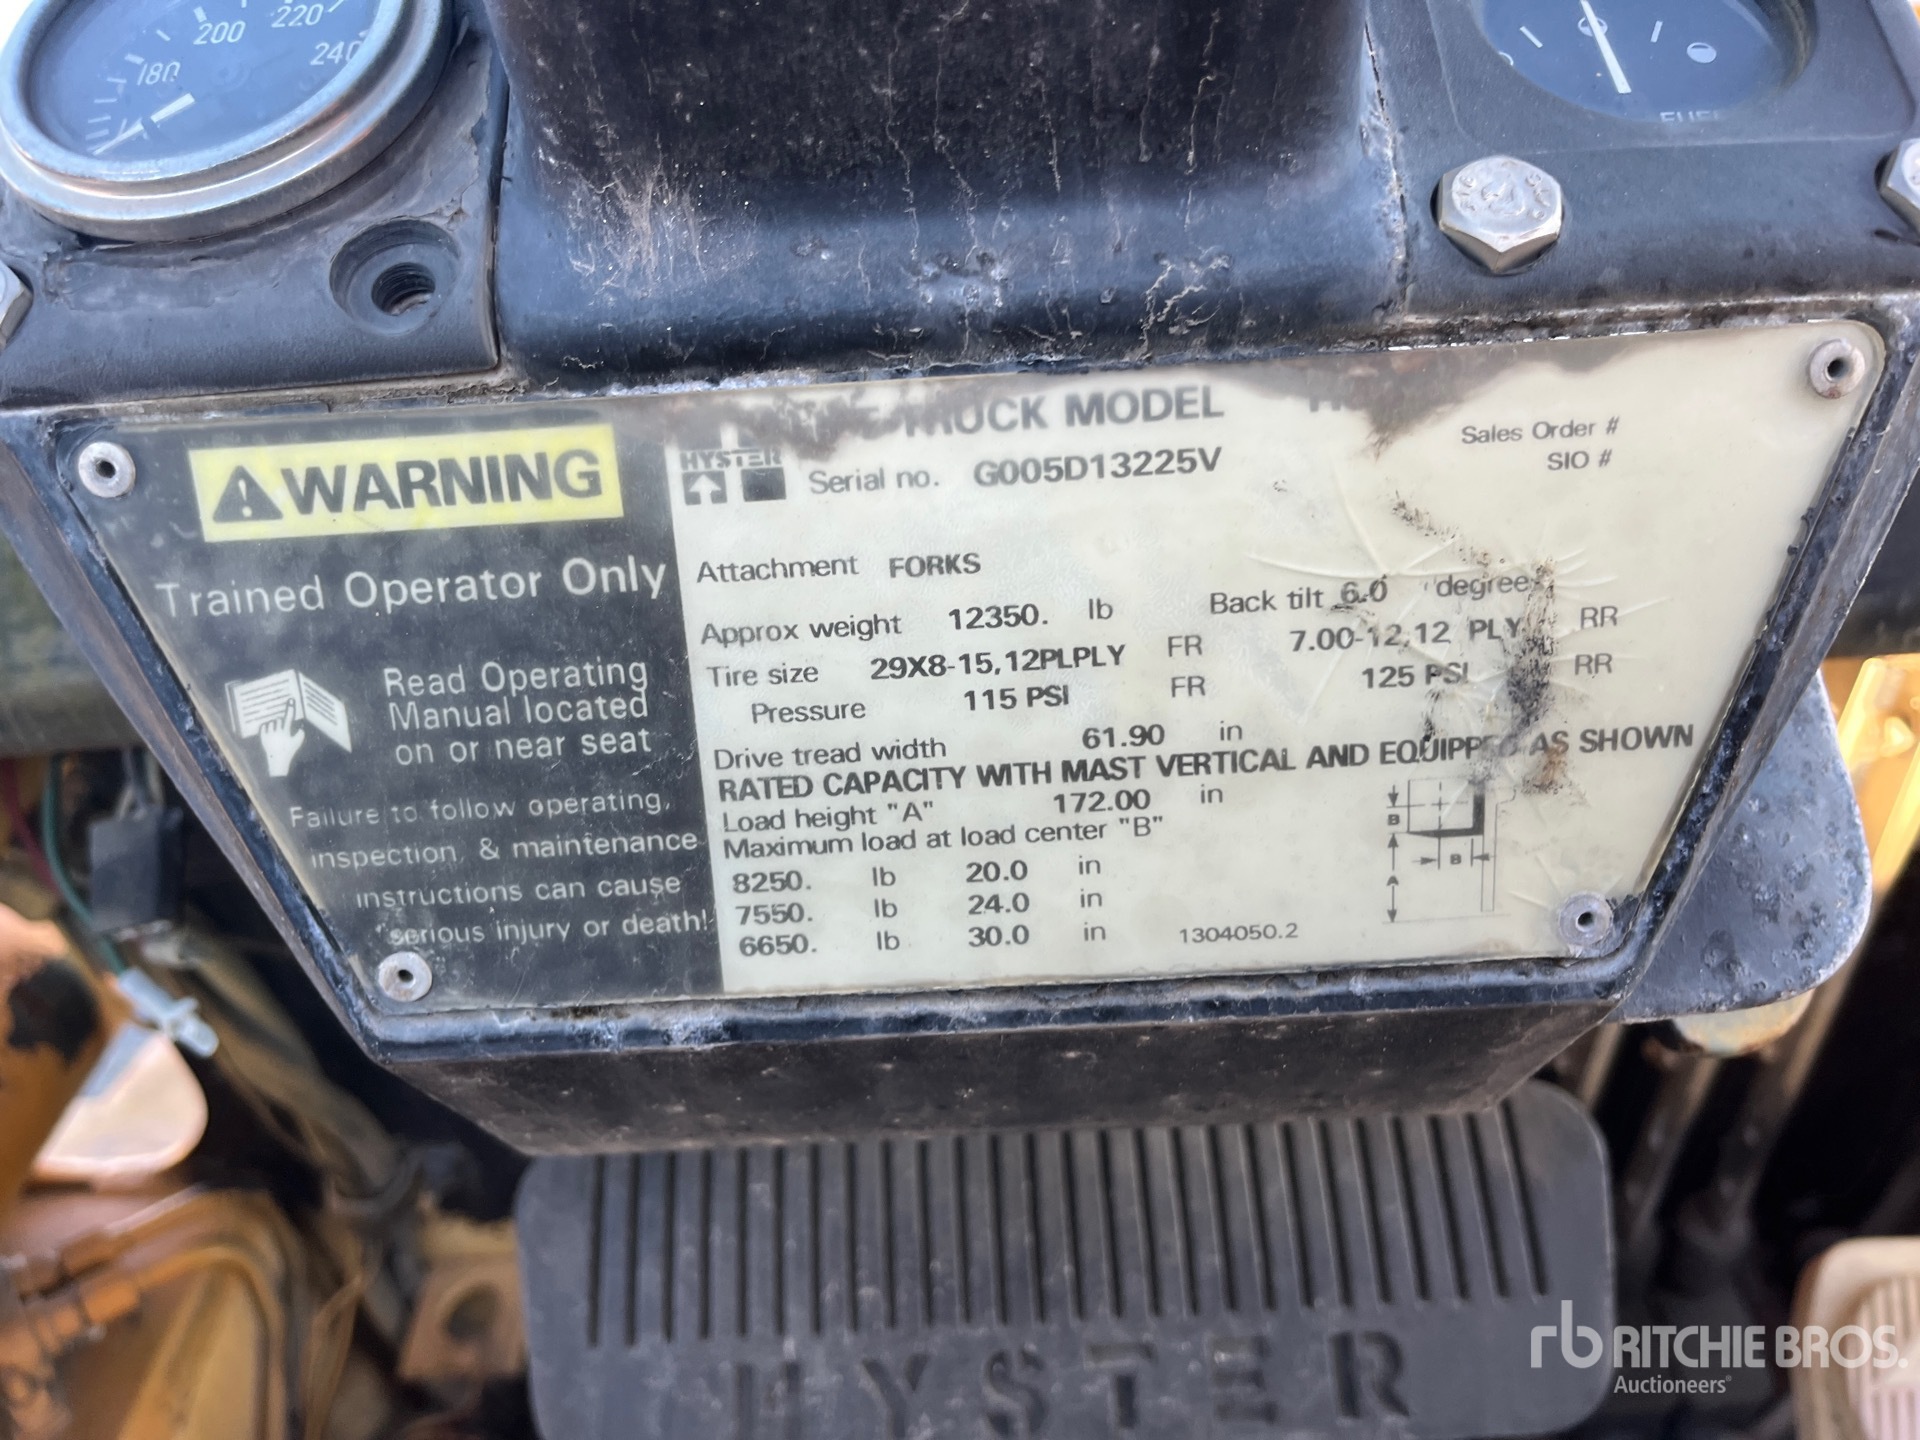 180 200 220 240
FUEL
TRUCK MODEL
HYSTER
Serial no. G005D13225V
Sales Order #
SIO #
WARNING
Trained Operator Only
Read Operating
Manual located
on or near seat
Failure to follow operating,
inspection, & maintenance
instructions can cause
serious injury or death!
Attachment FORKS
Approx weight 12350. lb Back tilt 6.0 degrees
Tire size 29X8-15,12PLPLY FR 7.00-12,12 PLY RR
Pressure 115 PSI FR 125 PSI RR
Drive tread width 61.90 in
RATED CAPACITY WITH MAST VERTICAL AND EQUIPPED AS SHOWN
Load height "A" 172.00 in
Maximum load at load center "B"
8250. lb 20.0 in
7550. lb 24.0 in
6650. lb 30.0 in
1304050.2
B
B
A
HYSTER
rb RITCHIE BROS.
Auctioneers